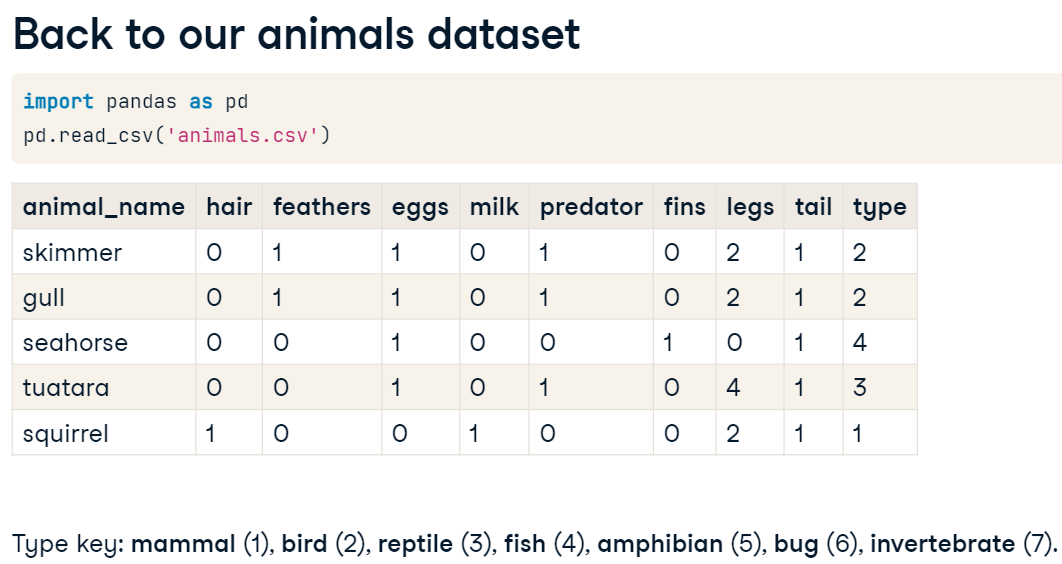 Back to our animals dataset
import pandas as pd
pd.read_csv('animals.csv')
animal_name hair feathers eggs milk predator fins legs tail type
skimmer 0 1 1 0 1 0 2 1 2
gull 0 1 1 0 1 0 2 1 2
seahorse 0 0 1 0 0 1 0 1 4
tuatara 0 0 1 0 1 0 4 1 3
squirrel 1 0 0 1 0 0 2 1 1
Type key: mammal (1), bird (2), reptile (3), fish (4), amphibian (5), bug (6), invertebrate (7).